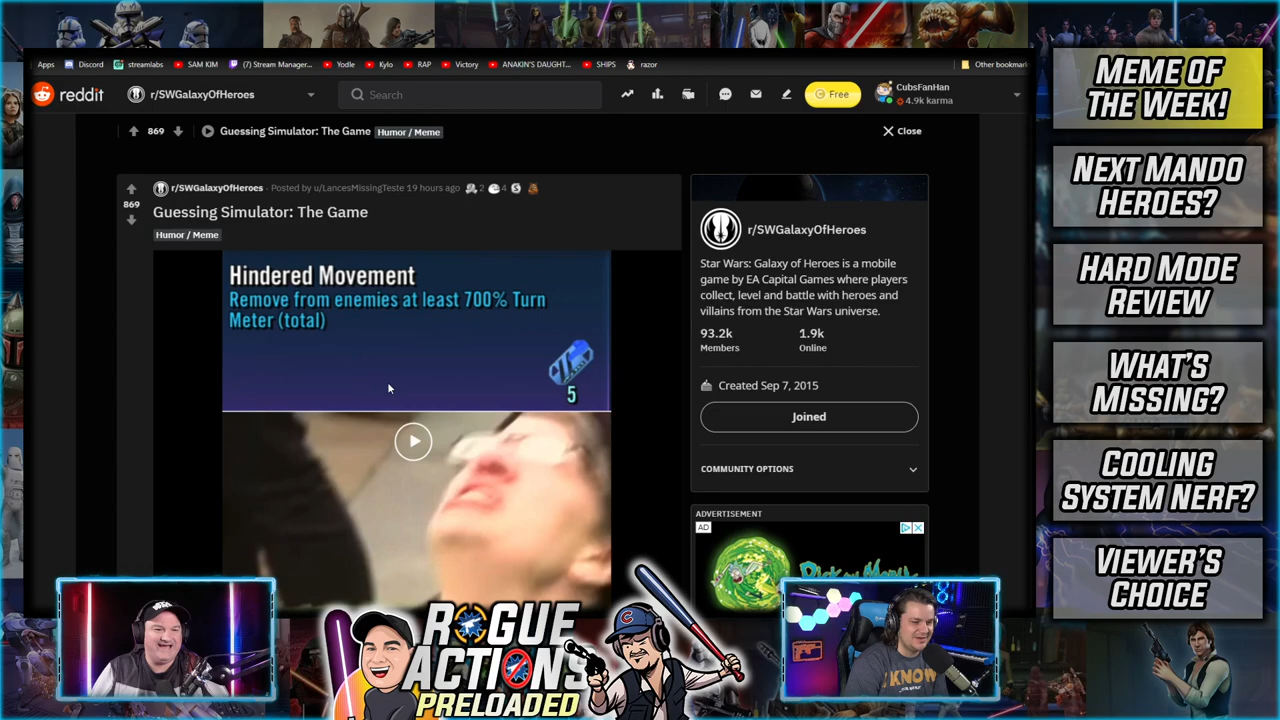 Apps
Discord
streamlabs
SAM KIM
(7) Stream Manager...
Yodle
Kylo
RAP
Victory
ANAKIN'S DAUGHT...
SHIPS
razor
Other bookmark
reddit
r/SWGalaxyOfHeroes
Search
Free
CubsFanHan
4.9k karma
869
Guessing Simulator: The Game
Humor / Meme
Close
869
r/SWGalaxyOfHeroes · Posted by u/LancesMissingTeste 19 hours ago 2 4 S
Guessing Simulator: The Game
Humor / Meme
Hindered Movement
Remove from enemies at least 700% Turn
Meter (total)
5
r/SWGalaxyOfHeroes
Star Wars: Galaxy of Heroes is a mobile
game by EA Capital Games where players
collect, level and battle with heroes and
villains from the Star Wars universe.
93.2k
Members
1.9k
Online
Created Sep 7, 2015
Joined
COMMUNITY OPTIONS
ADVERTISEMENT
AD
MEME OF
THE WEEK!
NEXT MANDO
HEROES?
HARD MODE
REVIEW
WHAT'S
MISSING?
COOLING
SYSTEM NERF?
VIEWER'S
CHOICE
ROGUE
ACTIONS
PRELOADED
C
I KNOW